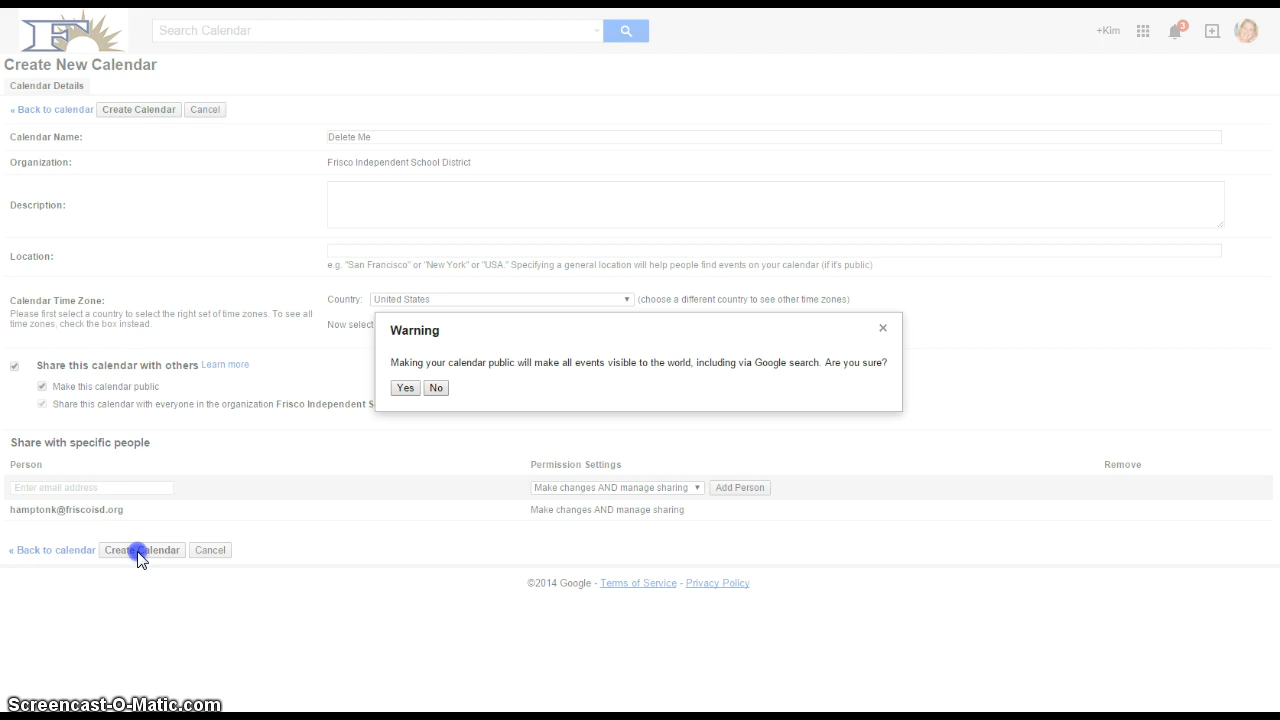 F
Search Calendar
+Kim
3
Create New Calendar
Calendar Details
« Back to calendar Create Calendar Cancel
Calendar Name: Delete Me
Organization: Frisco Independent School District
Description:
Location:
e.g. "San Francisco" or "New York" or "USA." Specifying a general location will help people find events on your calendar (if it's public)
Calendar Time Zone:
Please first select a country to select the right set of time zones. To see all
time zones, check the box instead.
Country: United States (choose a different country to see other time zones)
Now select
Warning
Making your calendar public will make all events visible to the world, including via Google search. Are you sure?
Yes No
Share this calendar with others Learn more
Make this calendar public
Share this calendar with everyone in the organization Frisco Independent S
Share with specific people
Person Permission Settings Remove
Enter email address Make changes AND manage sharing Add Person
hamptonk@friscoisd.org Make changes AND manage sharing
« Back to calendar Create Calendar Cancel
©2014 Google - Terms of Service - Privacy Policy
Screencast-O-Matic.com